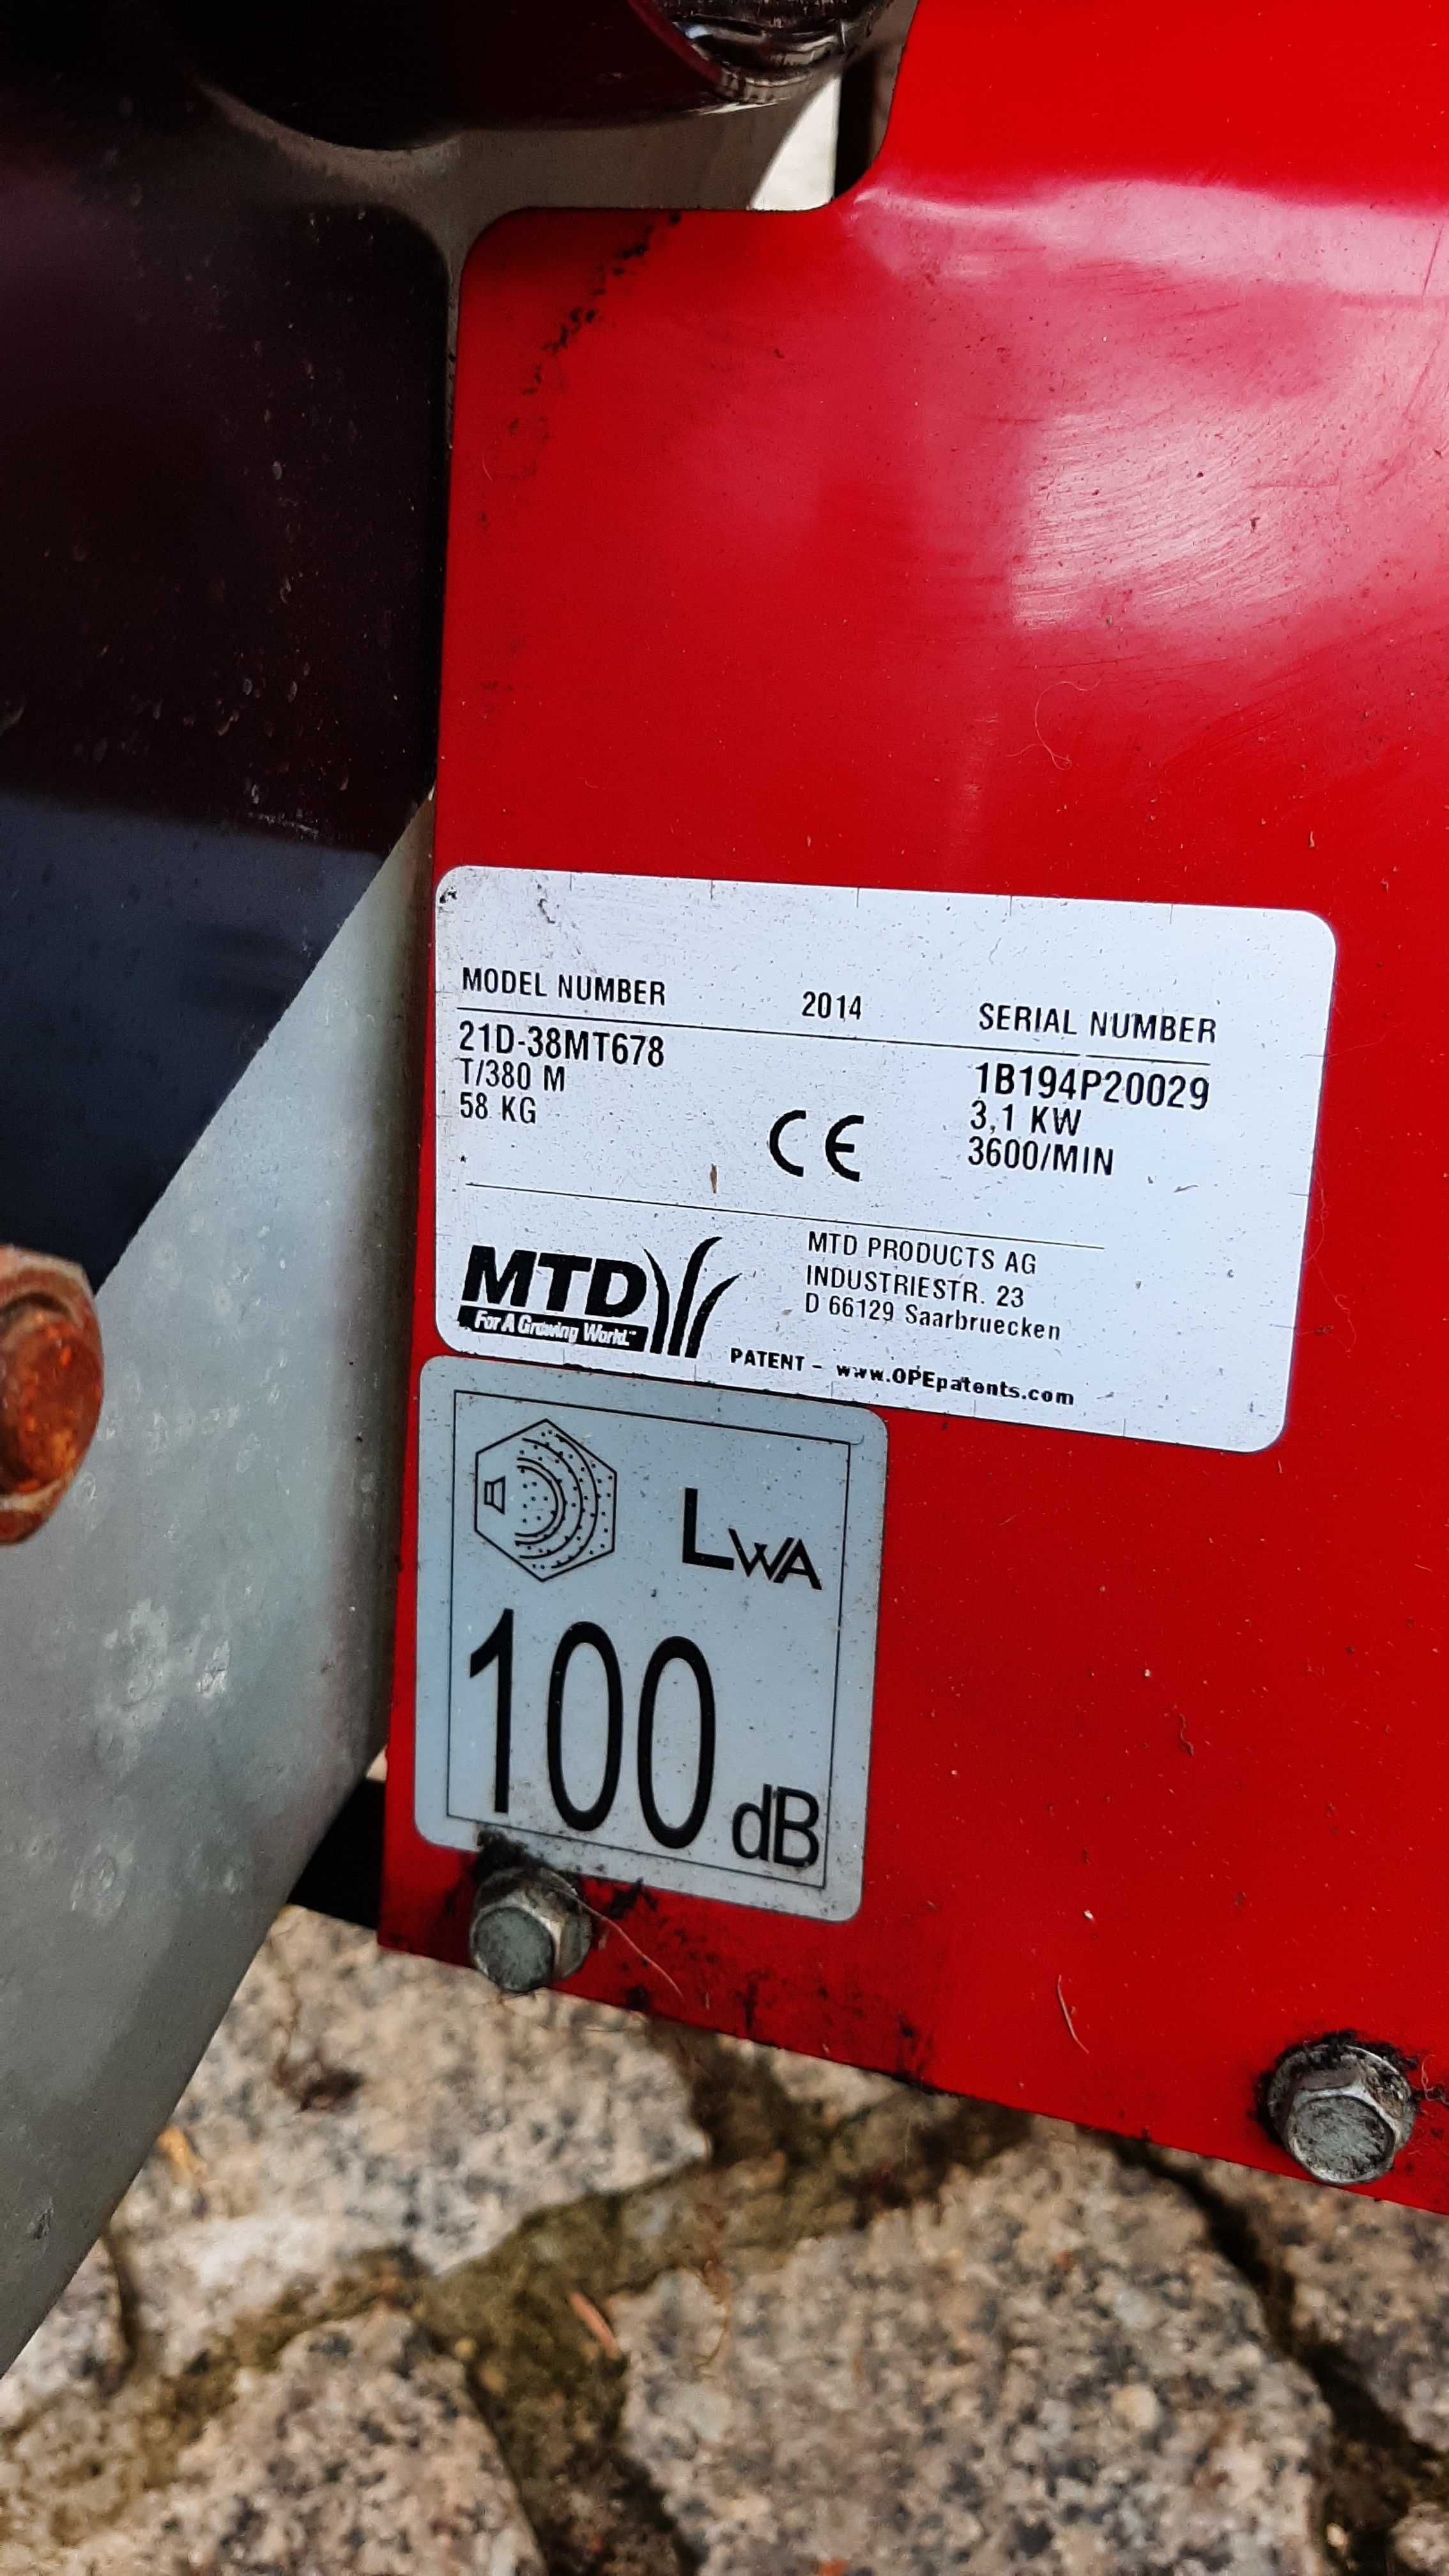 MODEL NUMBER 2014 SERIAL NUMBER
21D-38MT678 1B194P20029
T/380 M 3,1 KW
58 KG CE 3600/MIN
*
MTD
For A Growing World.™
MTD PRODUCTS AG
INDUSTRIESTR. 23
D 66129 Saarbruecken
PATENT - www.OPEpatents.com
LWA
100 dB